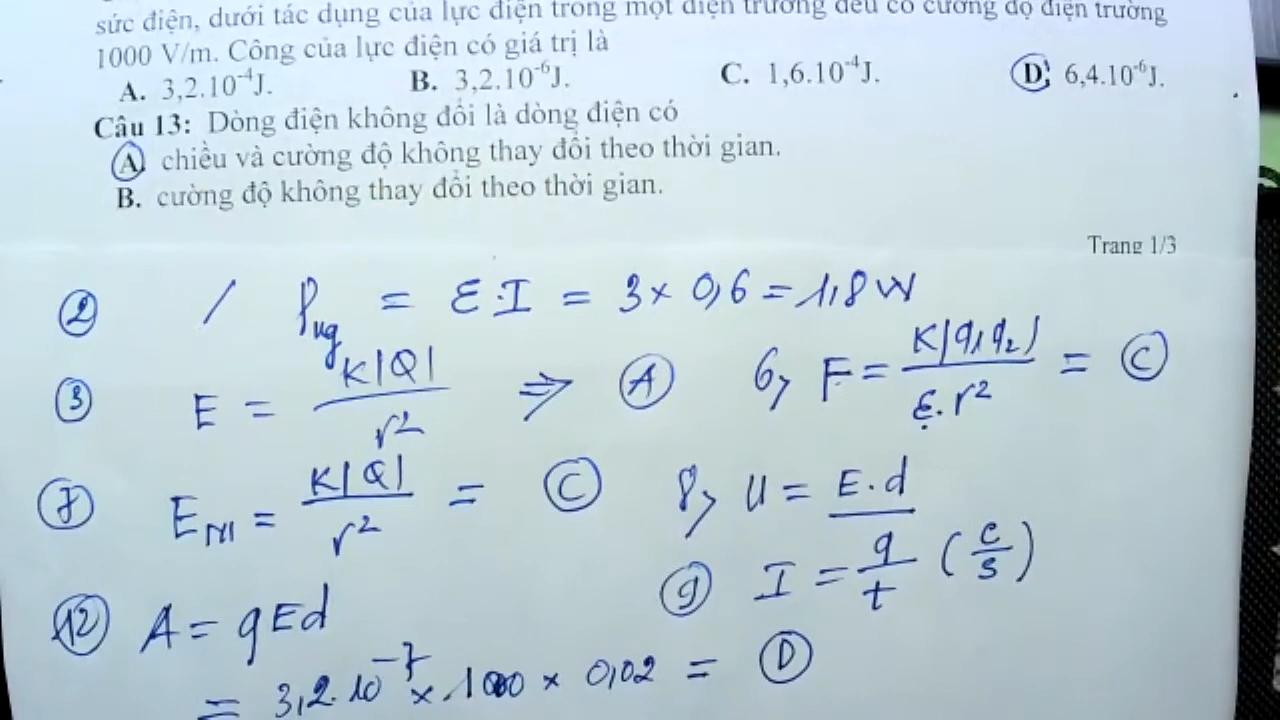 sức điện, dưới tác dụng của lực điện trong một điện trường đều có cường độ điện trường
1000 V/m. Công của lực điện có giá trị là
A. 3,2.10⁻⁴J. B. 3,2.10⁻⁶J. C. 1,6.10⁻⁴J. D. 6,4.10⁻⁶J.
Câu 13: Dòng điện không đổi là dòng điện có
A. chiều và cường độ không thay đổi theo thời gian.
B. cường độ không thay đổi theo thời gian.
Trang 1/3
② / Png = ℰ.I = 3 × 0,6 = 1,8 W
③ E = K|Q| / r² ⇒ Ⓐ 6, F = K|q₁q₂| / ε.r² = Ⓒ
⑦ E_M = K|Q| / r² = Ⓒ 8, U = E.d
⑨ I = q/t (C/s)
⑫ A = qEd
= 3,2.10⁻⁷ × 1000 × 0,02 = Ⓓ